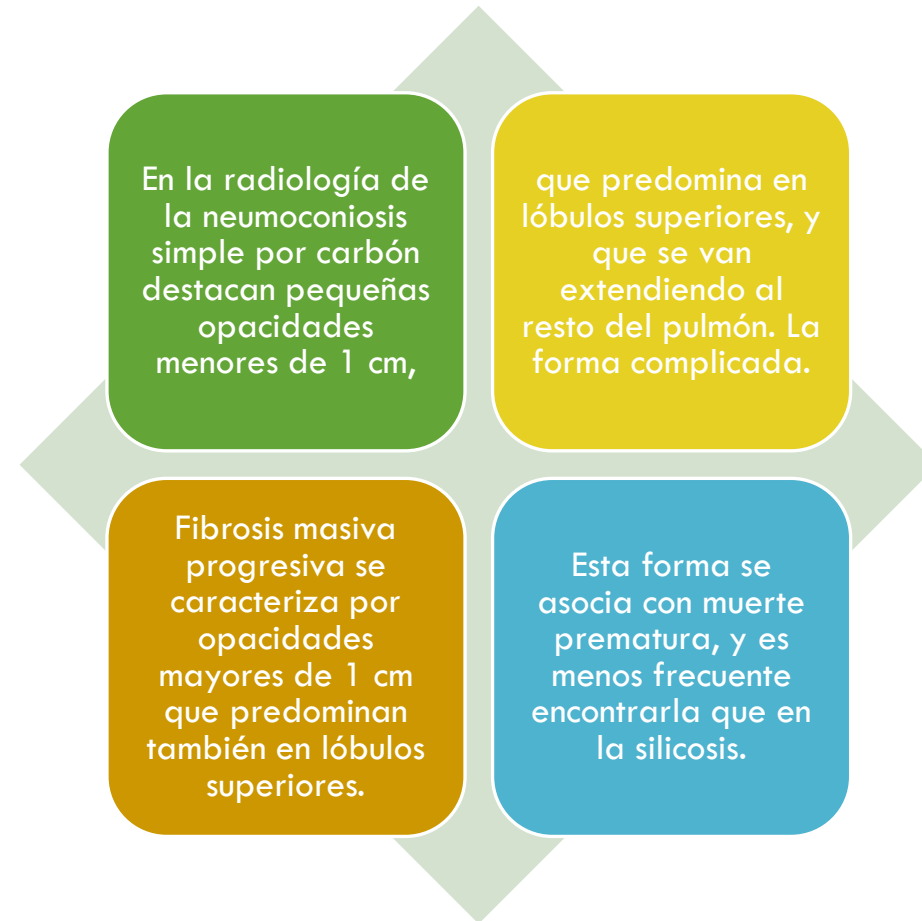 En la radiología de
la neumoconiosis
simple por carbón
destacan pequeñas
opacidades
menores de 1 cm,
que predomina en
lóbulos superiores, y
que se van
extendiendo al
resto del pulmón. La
forma complicada.
Fibrosis masiva
progresiva se
caracteriza por
opacidades
mayores de 1 cm
que predominan
también en lóbulos
superiores.
Esta forma se
asocia con muerte
prematura, y es
menos frecuente
encontrarla que en
la silicosis.